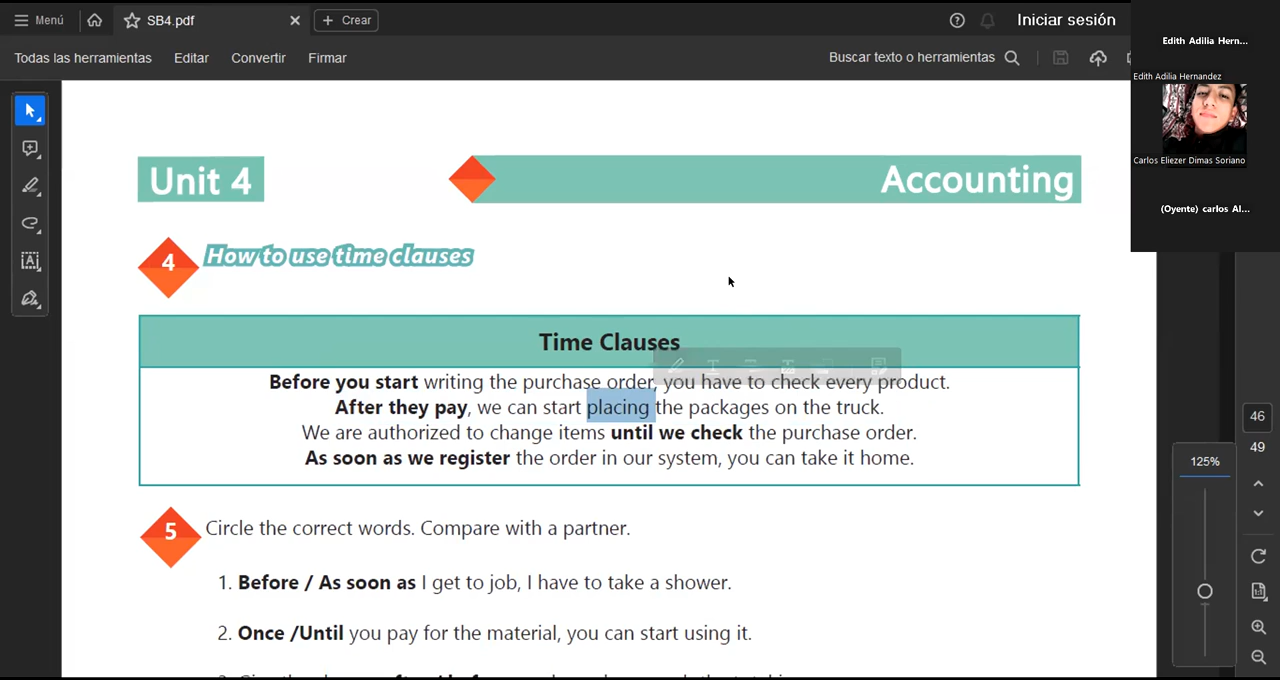 Menú
SB4.pdf
Crear
Iniciar sesión
Todas las herramientas
Editar
Convertir
Firmar
Buscar texto o herramientas
Edith Adilia Hern...
Edith Adilia Hernandez
Carlos Eliezer Dimas Soriano
(Oyente) carlos Al...
Unit 4
Accounting
4 How to use time clauses
Time Clauses
Before you start writing the purchase order, you have to check every product.
After they pay, we can start placing the packages on the truck.
We are authorized to change items until we check the purchase order.
As soon as we register the order in our system, you can take it home.
5 Circle the correct words. Compare with a partner.
1. Before / As soon as I get to job, I have to take a shower.
2. Once /Until you pay for the material, you can start using it.
46
49
125%